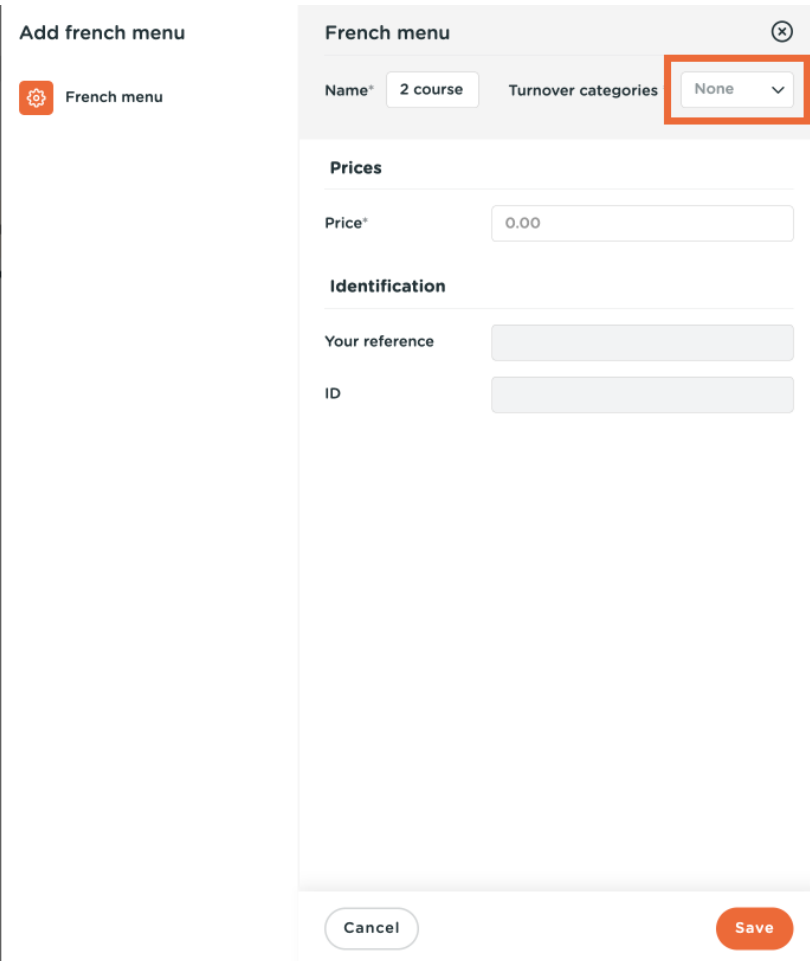 Add french menu
French menu
French menu
Name* 2 course Turnover categories None
Prices
Price* 0.00
Identification
Your reference
ID
Cancel Save